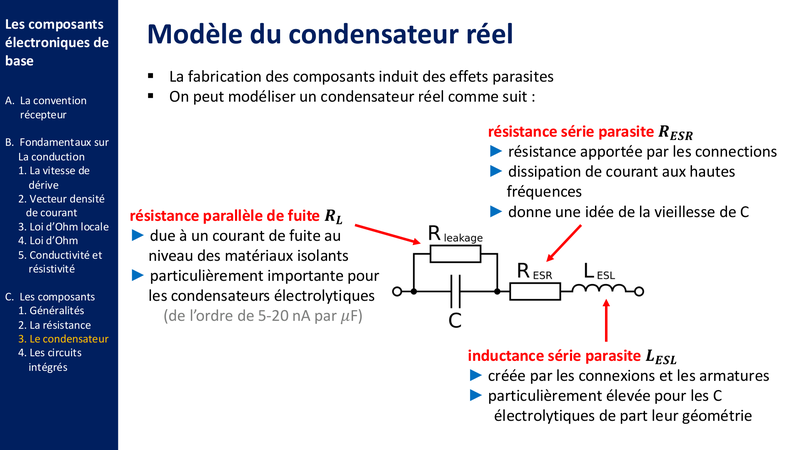 Les composants
électroniques de
base
A. La convention
récepteur
B. Fondamentaux sur
La conduction
1. La vitesse de
dérive
2. Vecteur densité
de courant
3. Loi d’Ohm locale
4. Loi d’Ohm
5. Conductivité et
résistivité
C. Les composants
1. Généralités
2. La résistance
3. Le condensateur
4. Les circuits
intégrés
Modèle du condensateur réel
▪ La fabrication des composants induit des effets parasites
▪ On peut modéliser un condensateur réel comme suit :
résistance série parasite R_ESR
► résistance apportée par les connections
► dissipation de courant aux hautes
fréquences
► donne une idée de la vieillesse de C
résistance parallèle de fuite R_L
► due à un courant de fuite au
niveau des matériaux isolants
► particulièrement importante pour
les condensateurs électrolytiques
(de l’ordre de 5-20 nA par μF)
R leakage
C
R ESR
L ESL
inductance série parasite L_ESL
► créée par les connexions et les armatures
► particulièrement élevée pour les C
électrolytiques de part leur géométrie